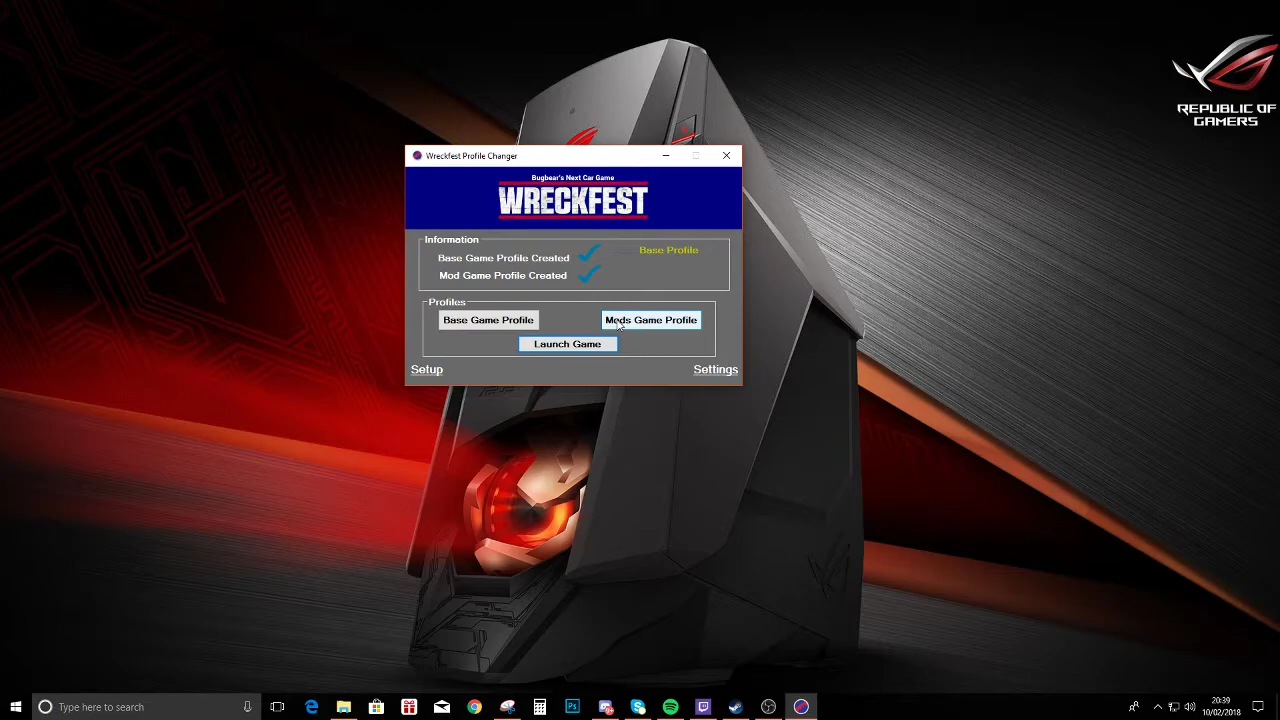 REPUBLIC OF
GAMERS
Wreckfest Profile Changer
Bugbear's Next Car Game
WRECKFEST
Information
Base Game Profile Created
Base Profile
Mod Game Profile Created
Profiles
Base Game Profile
Mods Game Profile
Launch Game
Setup
Settings
Type here to search
20:39
10/02/2018